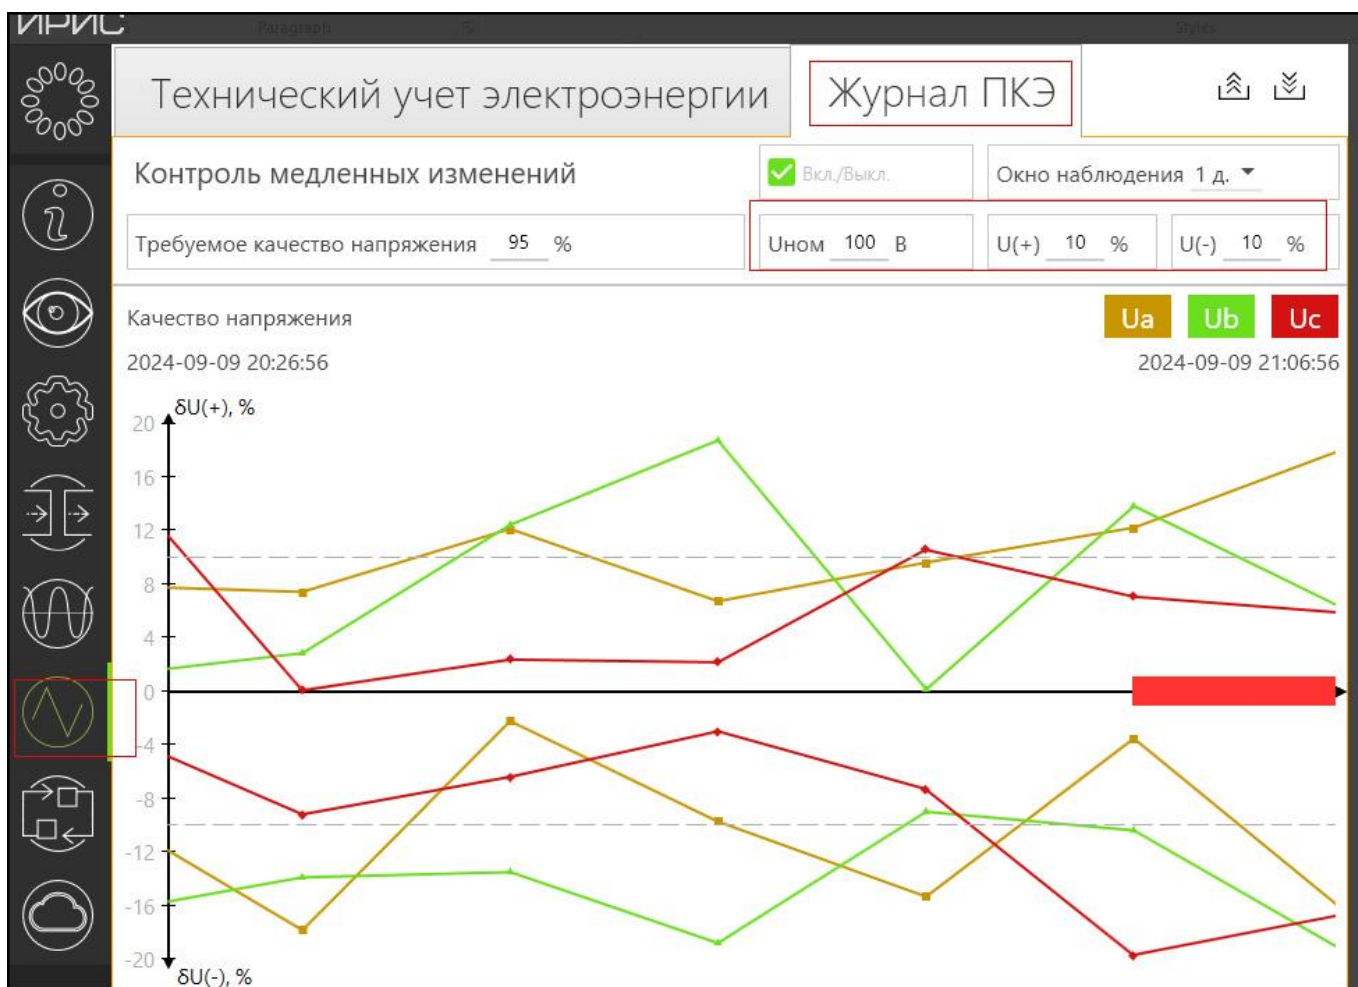 ИРИС
Paragraph
Styles
Технический учет электроэнергии
Журнал ПКЭ
Контроль медленных изменений
Вкл./Выкл.
Окно наблюдения 1 д.
Требуемое качество напряжения 95 %
Uном 100 В
U(+) 10 %
U(-) 10 %
Качество напряжения
Ua Ub Uc
2024-09-09 20:26:56
2024-09-09 21:06:56
δU(+), %
20
16
12
8
4
0
-4
-8
-12
-16
-20
δU(-), %